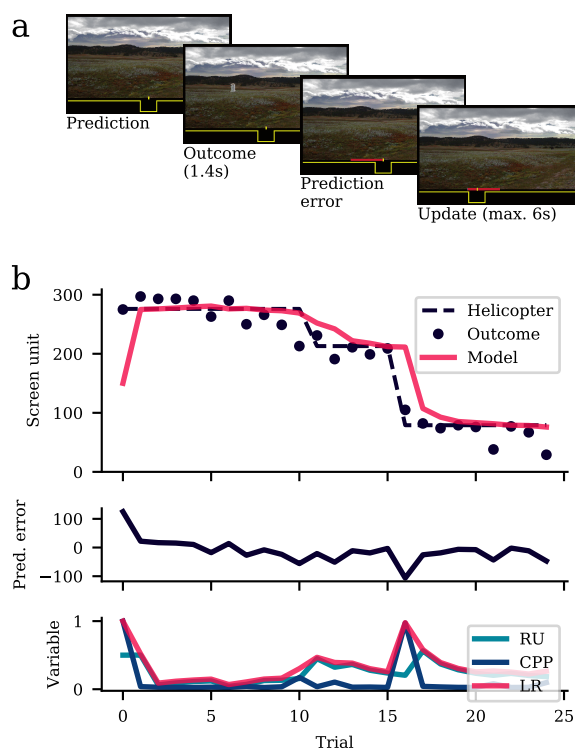 a
Prediction
Outcome
(1.4s)
Prediction
error
Update (max. 6s)
b
300
200
100
0
Screen unit
Helicopter
Outcome
Model
100
0
−100
Pred. error
1
0
Variable
RU
CPP
LR
0
5
10
15
20
25
Trial